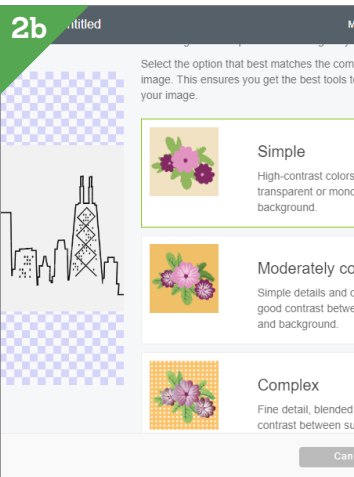 2b
ntitled
M
Select the option that best matches the com
image. This ensures you get the best tools t
your image.
Simple
High-contrast colors
transparent or mono
background.
Moderately co
Simple details and c
good contrast betwe
and background.
Complex
Fine detail, blended
contrast between su
Can